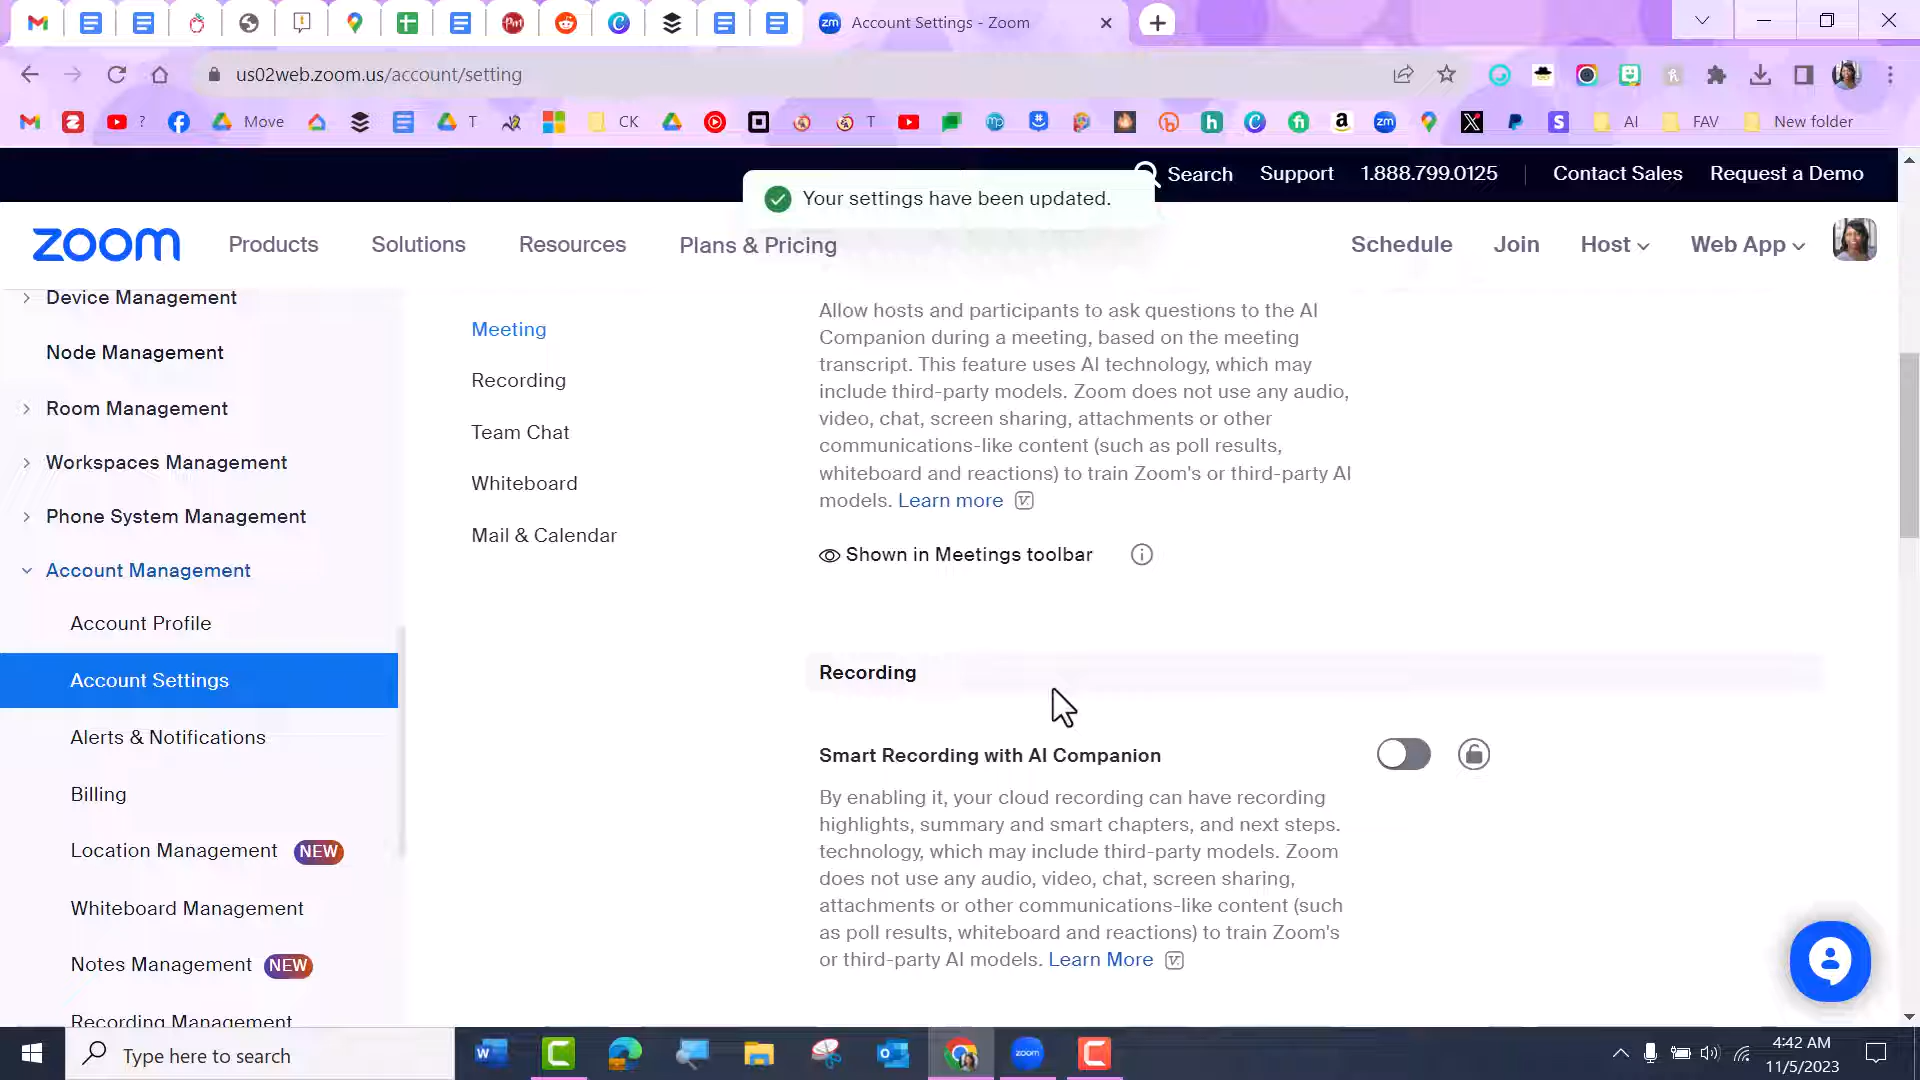 Account Settings - Zoom
us02web.zoom.us/account/setting
?
Move
T
CK
T
AI
FAV
New folder
Search
Support
1.888.799.0125
Contact Sales
Request a Demo
Your settings have been updated.
zoom
Products
Solutions
Resources
Plans & Pricing
Schedule
Join
Host
Web App
Device Management
Node Management
Room Management
Workspaces Management
Phone System Management
Account Management
Account Profile
Account Settings
Alerts & Notifications
Billing
Location Management NEW
Whiteboard Management
Notes Management NEW
Recording Management
Meeting
Recording
Team Chat
Whiteboard
Mail & Calendar
Allow hosts and participants to ask questions to the AI
Companion during a meeting, based on the meeting
transcript. This feature uses AI technology, which may
include third-party models. Zoom does not use any audio,
video, chat, screen sharing, attachments or other
communications-like content (such as poll results,
whiteboard and reactions) to train Zoom's or third-party AI
models. Learn more
Shown in Meetings toolbar
Recording
Smart Recording with AI Companion
By enabling it, your cloud recording can have recording
highlights, summary and smart chapters, and next steps.
technology, which may include third-party models. Zoom
does not use any audio, video, chat, screen sharing,
attachments or other communications-like content (such
as poll results, whiteboard and reactions) to train Zoom's
or third-party AI models. Learn More
Type here to search
4:42 AM
11/5/2023